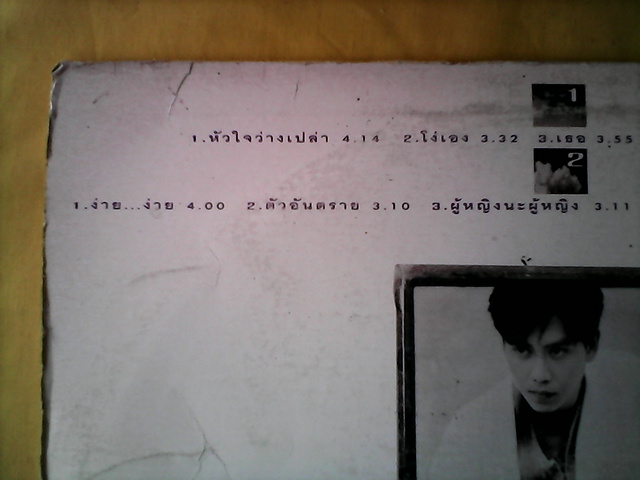 1
1.หัวใจว่างเปล่า 4.14 2.โง่เอง 3.32 3.เธอ 3.55
2
1.ง่าย...ง่าย 4.00 2.ตัวอันตราย 3.10 3.ผู้หญิงนะผู้หญิง 3.11